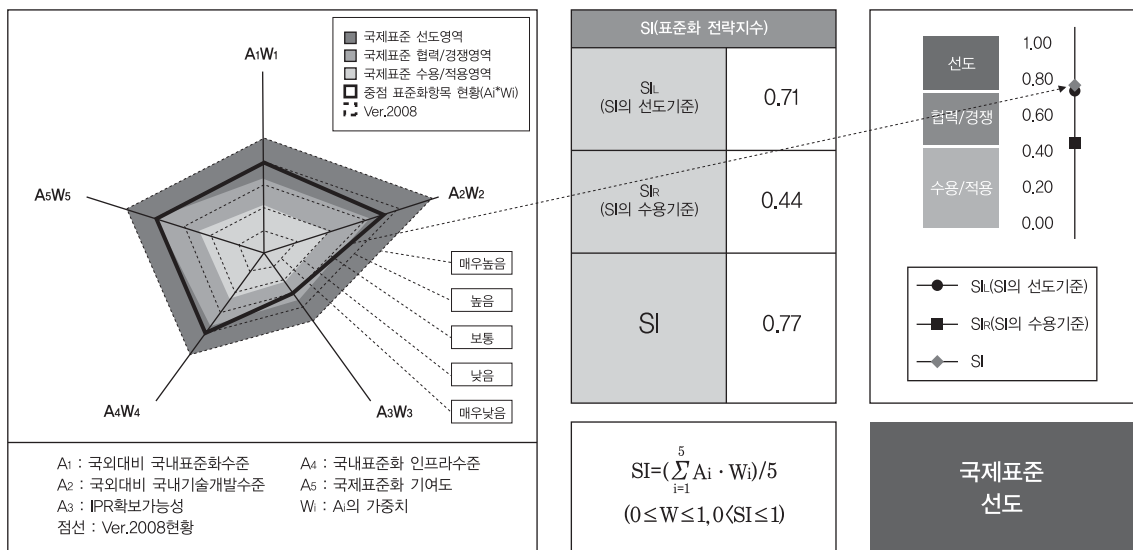 A1W1
A2W2
A3W3
A4W4
A5W5
국제표준 선도영역
국제표준 협력/경쟁영역
국제표준 수용/적용영역
중점 표준화항목 현황(Ai*Wi)
Ver.2008
매우높음
높음
보통
낮음
매우낮음
A1 : 국외대비 국내표준화수준
A2 : 국외대비 국내기술개발수준
A3 : IPR확보가능성
점선 : Ver.2008현황
A4 : 국내표준화 인프라수준
A5 : 국제표준화 기여도
Wi : Ai의 가중치
SI(표준화 전략지수)
SIL
(SI의 선도기준)
0.71
SIR
(SI의 수용기준)
0.44
SI
0.77
SI=(∑ Ai · Wi)/5
5
i=1
(0≤W≤1, 0<SI≤1)
선도
협력/경쟁
수용/적용
1.00
0.80
0.60
0.40
0.20
0.00
SIL(SI의 선도기준)
SIR(SI의 수용기준)
SI
국제표준
선도